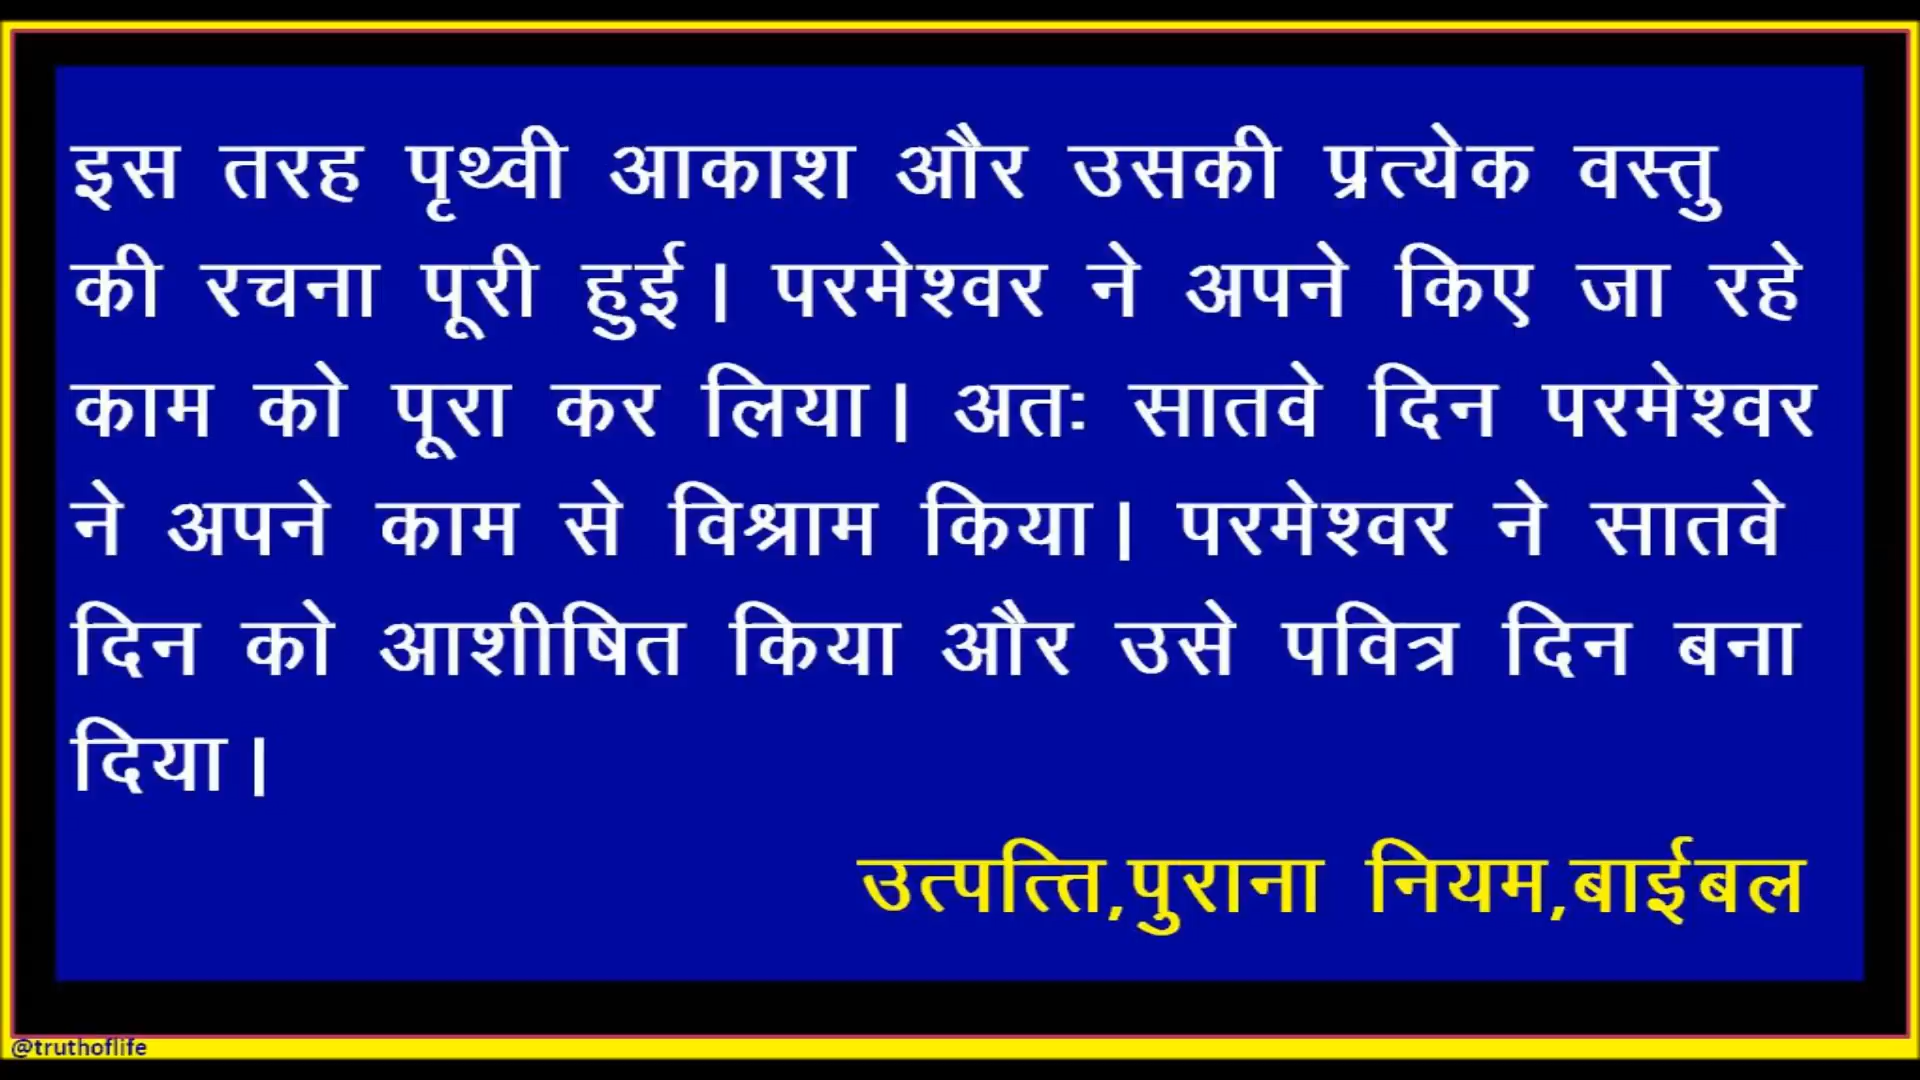 इस तरह पृथ्वी आकाश और उसकी प्रत्येक वस्तु
की रचना पूरी हुई। परमेश्वर ने अपने किए जा रहे
काम को पूरा कर लिया। अतः सातवे दिन परमेश्वर
ने अपने काम से विश्राम किया। परमेश्वर ने सातवे
दिन को आशीषित किया और उसे पवित्र दिन बना
दिया।
उत्पत्ति,पुराना नियम,बाईबल
@truthoflife